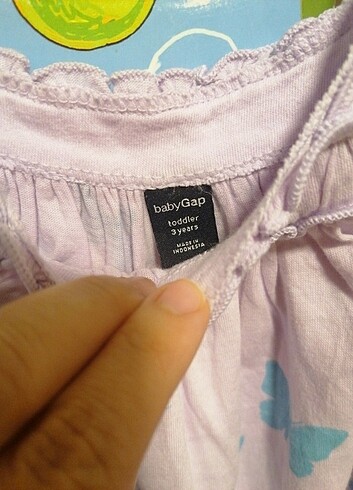 babyGap
toddler
3 years
MADE IN
INDONESIA